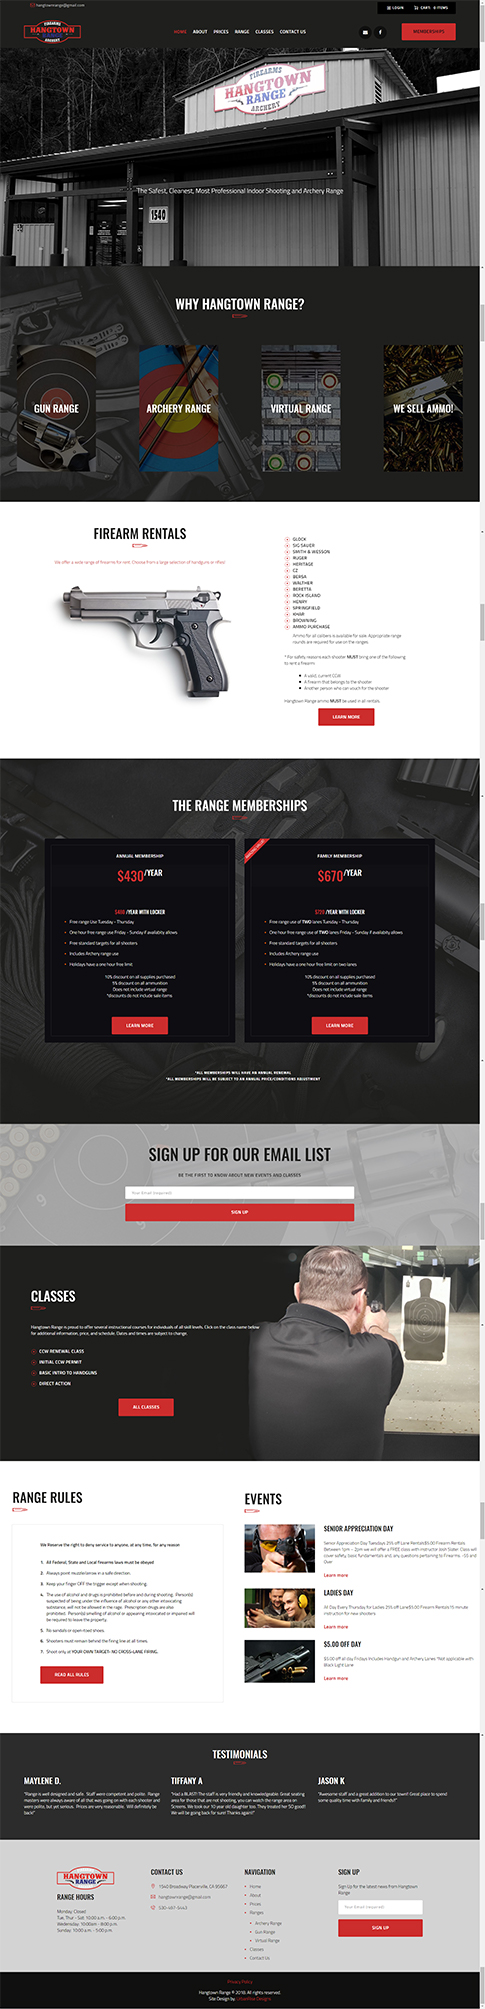 hangtownrange@gmail.com
LOGIN
CART: 0 ITEMS
FIREARMS
HANGTOWN
RANGE
ARCHERY
HOME
ABOUT
PRICES
RANGE
CLASSES
CONTACT US
MEMBERSHIPS
FIREARMS
HANGTOWN
RANGE
ARCHERY
The Safest, Cleanest, Most Professional Indoor Shooting and Archery Range
1540
WHY HANGTOWN RANGE?
GUN RANGE
ARCHERY RANGE
VIRTUAL RANGE
WE SELL AMMO!
FIREARM RENTALS
We offer a wide range of firearms for rent. Choose from a large selection of handguns or rifles!
GLOCK
SIG SAUER
SMITH & WESSON
RUGER
HERITAGE
CZ
BERSA
WALTHER
BERETTA
ROCK ISLAND
HENRY
SPRINGFIELD
KHAR
BROWNING
AMMO PURCHASE
Ammo for all calibers is available for sale. Appropriate range
rounds are required for use on the ranges.
* For safety reasons each shooter MUST bring one of the following
to rent a firearm:
A valid, current CCW
A firearm that belongs to the shooter
Another person who can vouch for the shooter
Hangtown Range ammo MUST be used in all rentals.
LEARN MORE
THE RANGE MEMBERSHIPS
ANNUAL MEMBERSHIP
$430/YEAR
/YEAR WITH LOCKER
Free range Use Tuesday - Thursday
One hour free range use Friday - Sunday if availability allows
Free standard targets for all shooters
Includes Archery range use
Holidays have a one hour free limit
10% discount on all supplies purchased
5% discount on all ammunition
Does not include virtual range
*discounts do not include sale items
LEARN MORE
FAMILY MEMBERSHIP
$670/YEAR
$720 /YEAR WITH LOCKER
Free range use of TWO lanes Tuesday - Thursday
One hour free range use of TWO lanes Friday - Sunday if availability allows
Free standard targets for all shooters
Includes Archery range use
Holidays have a one hour free limit on two lanes
10% discount on all supplies purchased
5% discount on all ammunition
Does not include virtual range
*discounts do not include sale items
LEARN MORE
*ALL MEMBERSHIPS WILL HAVE AN ANNUAL RENEWAL
*ALL MEMBERSHIPS WILL BE SUBJECT TO AN ANNUAL PRICE/CONDITIONS ADJUSTMENT
SIGN UP FOR OUR EMAIL LIST
BE THE FIRST TO KNOW ABOUT NEW EVENTS AND CLASSES
Your Email (required)
SIGN UP
CLASSES
Hangtown Range is proud to offer several instructional courses for individuals of all skill levels. Click on the class name below
for additional information, price, and schedule. Dates and times are subject to change.
CCW RENEWAL CLASS
INITIAL CCW PERMIT
BASIC INTRO TO HANDGUNS
DIRECT ACTION
ALL CLASSES
RANGE RULES
We Reserve the right to deny service to anyone, at any time, for any reason
1. All Federal, State and Local Firearms laws must be obeyed
2. Always point muzzle/arrows in a safe direction.
3. Keep your finger OFF the trigger except when shooting.
4. The use of alcohol and drugs is prohibited before and during shooting. Person(s)
suspected of being under the influence of alcohol or any other intoxicating
substance, will not be allowed in the range. Prescription drugs are also
prohibited. Person(s) smelling of alcohol or appearing intoxicated or impaired will
be required to leave the property.
5. No sandals or open-toed shoes.
6. Shooters must remain behind the firing line at all times.
7. Shoot only at YOUR OWN TARGET: NO CROSS-LANE FIRING.
READ ALL RULES
EVENTS
SENIOR APPRECIATION DAY
Senior Appreciation Day Tuesdays 25% off Lane Rentals$5.00 Firearm Rentals
Between 1pm - 2pm we will offer a FREE class with instructor Josh Slater. Class will
cover safety, basic fundamentals and, any questions pertaining to Firearms. -55 and
Over
Learn more
LADIES DAY
All Day Every Thursday for Ladies 25% off Lane$5.00 Firearm Rentals15 minute
instruction for new shooters
Learn more
$5.00 OFF DAY
$5.00 off all day Fridays Includes Handgun and Archery Lanes *Not applicable with
Black Light Lane
Learn more
TESTIMONIALS
MAYLENE D.
"Range is well designed and safe. Staff were competent and polite. Range
masters were always aware of all that was going on with each shooter and
were polite, but yet serious. Prices are very reasonable. Will definitely be
back!"
TIFFANY A
"Had a BLAST! The staff is very friendly and knowledgeable. Great seating
area for those that are not shooting, you can watch the range area on
Screens. We took our 10 year old daughter too. They treated her SO good!!
We will be going back for sure! Thanks again!"
JASON K
"Awesome staff and a great addition to our town!! Great place to spend
some quality time with family and friends!!"
HANGTOWN
RANGE
RANGE HOURS
Monday: Closed
Tue, Thur - Sat: 10:00 a.m. - 6:00 p.m.
Wednesday: 10:00am - 8:00 p.m.
Sunday: 10:00 a.m. - 5:00 p.m.
CONTACT US
1540 Broadway Placerville, CA 95667
hangtownrange@gmail.com
NAVIGATION
Home
About
Prices
Ranges
Archery Range
Gun Range
Virtual Range
Classes
Contact Us
SIGN UP
Sign Up for the latest news from Hangtown
Range
Your Email (required)
SIGN UP
Privacy Policy
Hangtown Range © 2018. All rights reserved.
Site Design by: